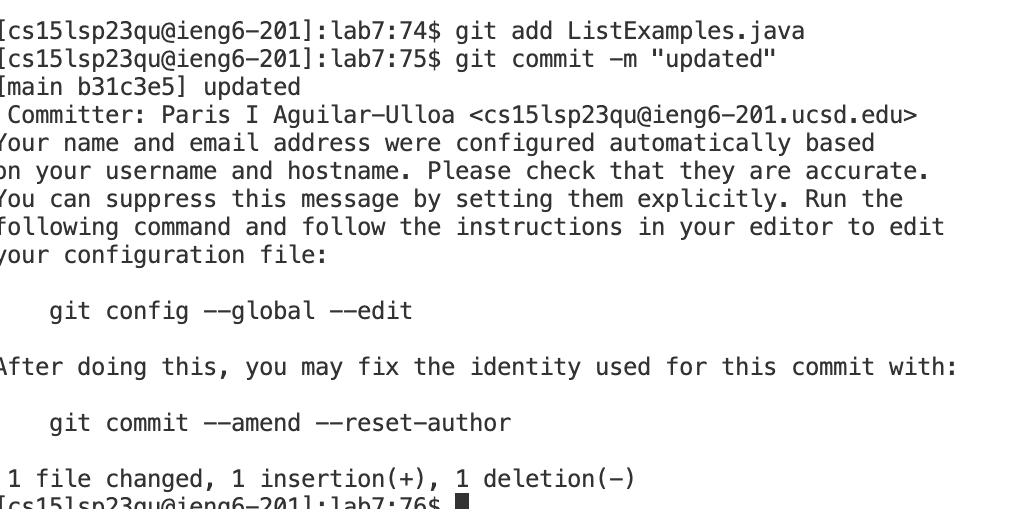 [cs15lsp23qu@ieng6-201]:lab7:74$ git add ListExamples.java
[cs15lsp23qu@ieng6-201]:lab7:75$ git commit -m "updated"
[main b31c3e5] updated
Committer: Paris I Aguilar-Ulloa <cs15lsp23qu@ieng6-201.ucsd.edu>
Your name and email address were configured automatically based
on your username and hostname. Please check that they are accurate.
You can suppress this message by setting them explicitly. Run the
following command and follow the instructions in your editor to edit
your configuration file:
git config --global --edit
After doing this, you may fix the identity used for this commit with:
git commit --amend --reset-author
1 file changed, 1 insertion(+), 1 deletion(-)
[cs15lsp23qu@ieng6-201]:lab7:76$